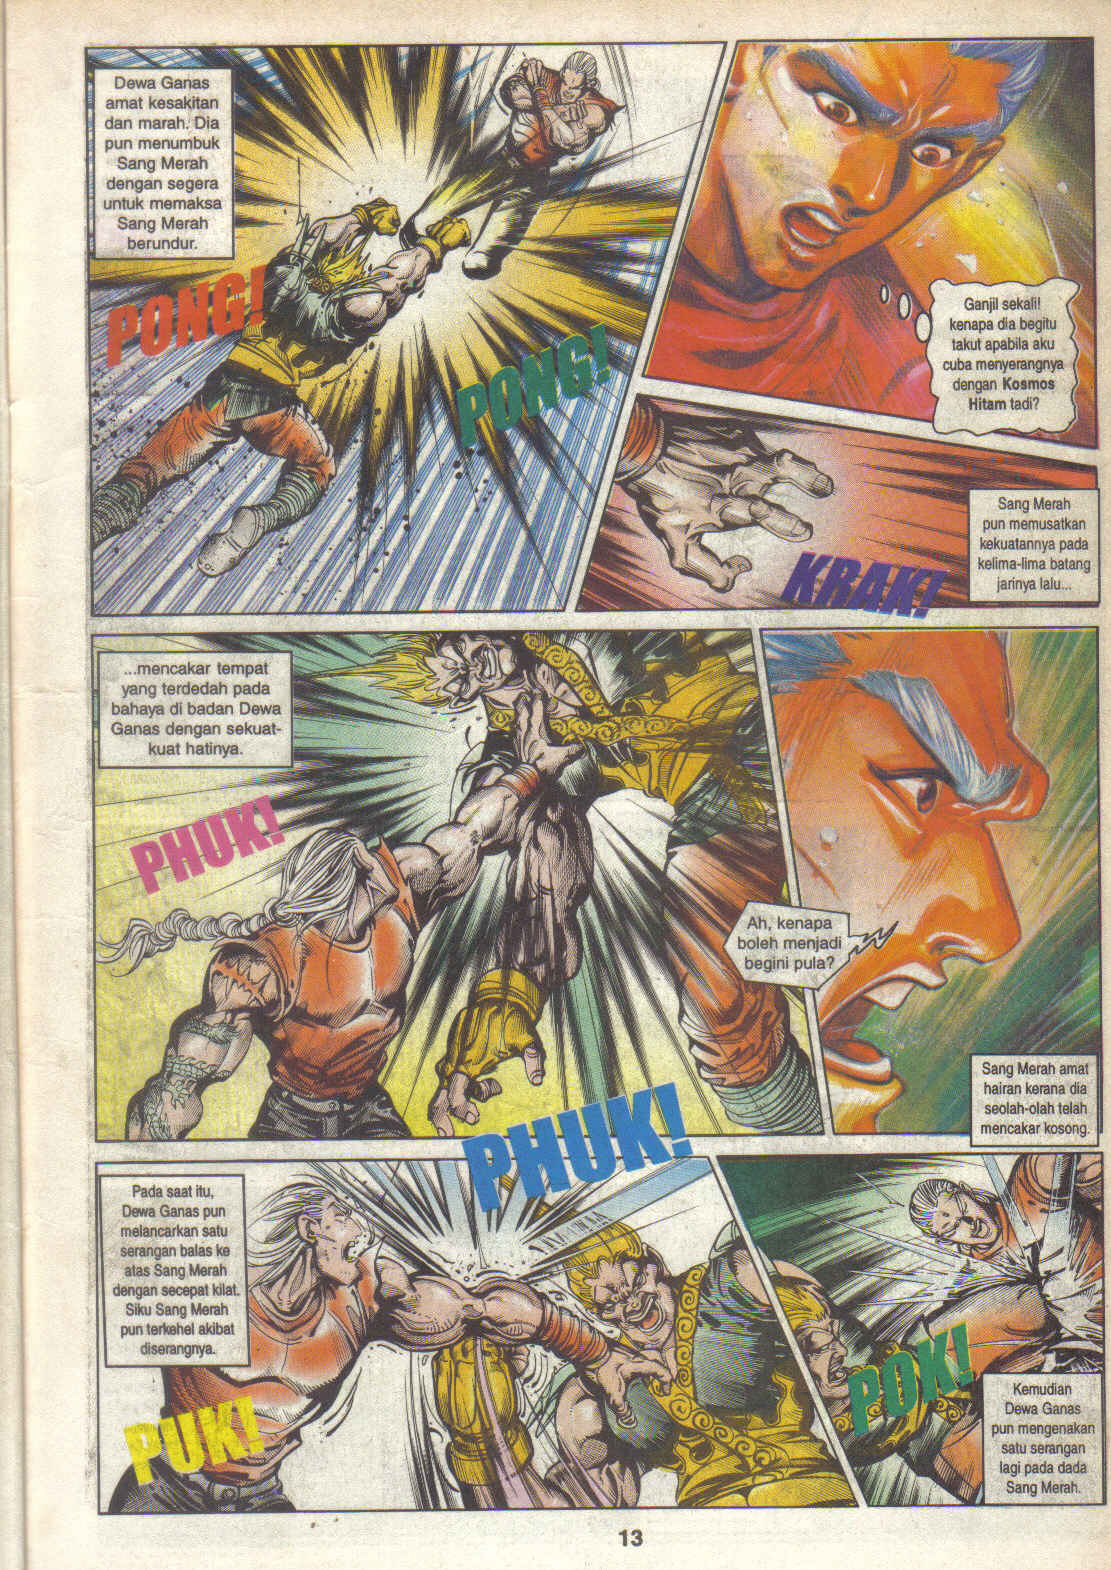 Dewa Ganas
amat kesakitan
dan marah. Dia
pun menumbuk
Sang Merah
dengan segera
untuk memaksa
Sang Merah
berundur.
PONG!
PONG!
Ganjil sekali!
kenapa dia begitu
takut apabila aku
cuba menyerangnya
dengan Kosmos
Hitam tadi?
Sang Merah
pun memusatkan
kekuatannya pada
kelima-lima batang
jarinya lalu...
KRAK!
...mencakar tempat
yang terdedah pada
bahaya di badan Dewa
Ganas dengan sekuat-
kuat hatinya.
PHUK!
Ah, kenapa
boleh menjadi
begini pula?
Sang Merah amat
hairan kerana dia
seolah-olah telah
mencakar kosong.
PHUK!
Pada saat itu,
Dewa Ganas pun
melancarkan satu
serangan balas ke
atas Sang Merah
dengan secepat kilat.
Siku Sang Merah
pun terkehel akibat
diserangnya.
PUK!
POK!
Kemudian
Dewa Ganas
pun mengenakan
satu serangan
lagi pada dada
Sang Merah.
13